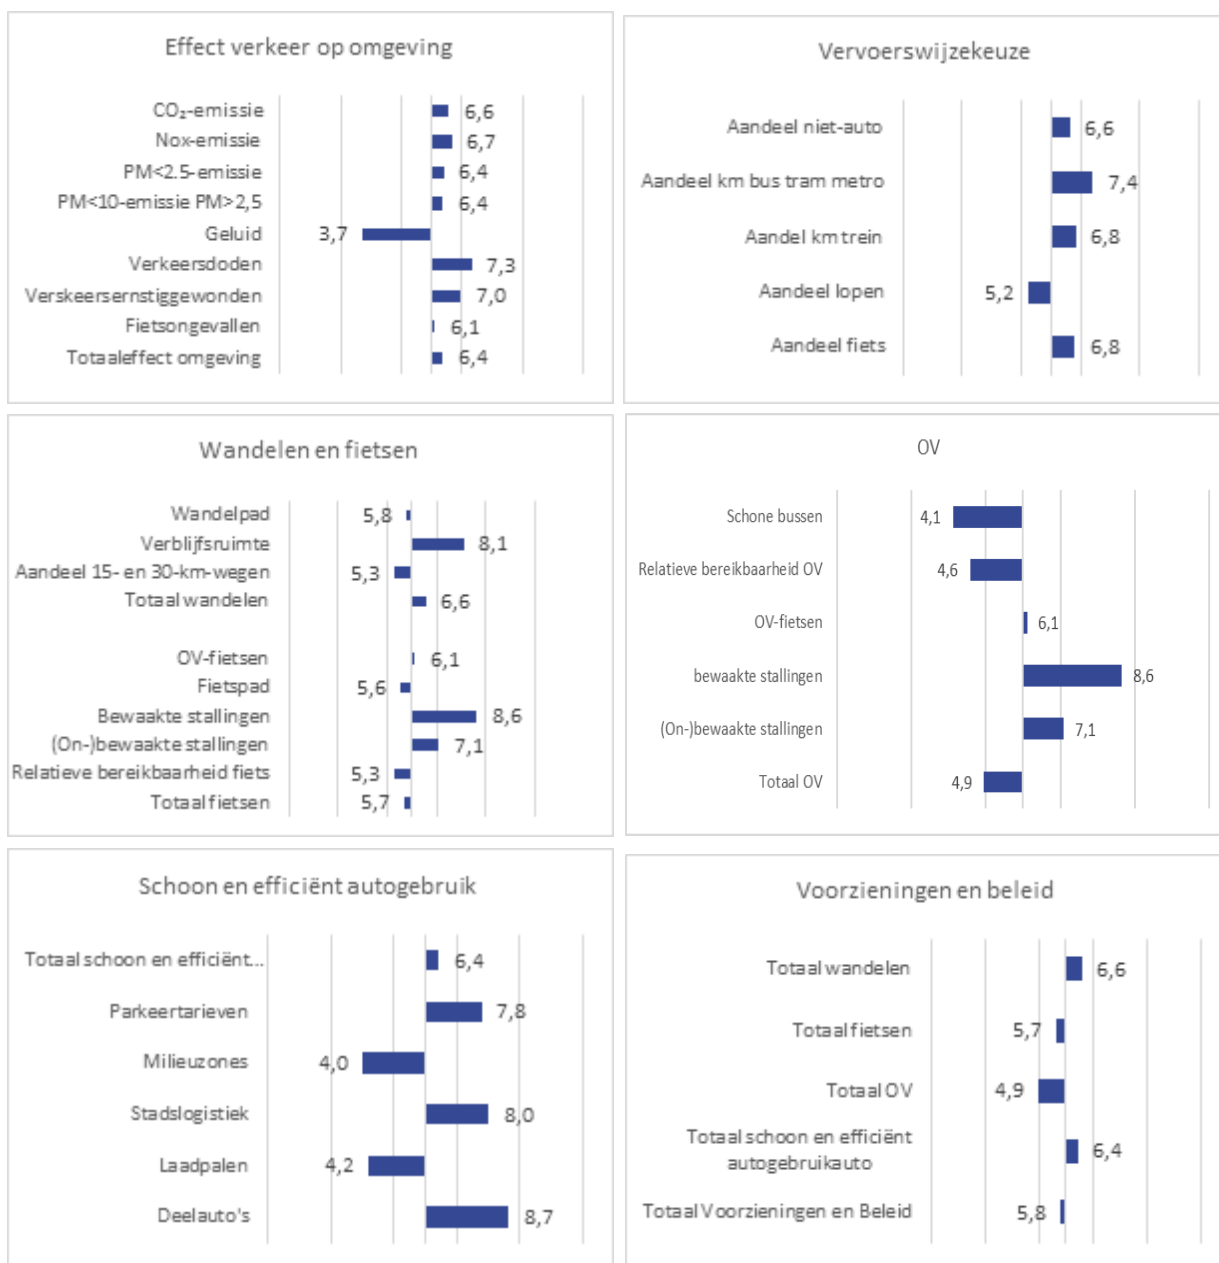 Effect verkeer op omgeving
CO₂-emissie 6,6
Nox-emissie 6,7
PM<2.5-emissie 6,4
PM<10-emissie PM>2,5 6,4
Geluid 3,7
Verkeersdoden 7,3
Verskeersernstiggewonden 7,0
Fietsongevallen 6,1
Totaaleffect omgeving 6,4
Vervoerswijzekeuze
Aandeel niet-auto 6,6
Aandeel km bus tram metro 7,4
Aandel km trein 6,8
Aandeel lopen 5,2
Aandeel fiets 6,8
Wandelen en fietsen
Wandelpad 5,8
Verblijfsruimte 8,1
Aandeel 15- en 30-km-wegen 5,3
Totaal wandelen 6,6
OV-fietsen 6,1
Fietspad 5,6
Bewaakte stallingen 8,6
(On-)bewaakte stallingen 7,1
Relatieve bereikbaarheid fiets 5,3
Totaal fietsen 5,7
OV
Schone bussen 4,1
Relatieve bereikbaarheid OV 4,6
OV-fietsen 6,1
bewaakte stallingen 8,6
(On-)bewaakte stallingen 7,1
Totaal OV 4,9
Schoon en efficiënt autogebruik
Totaal schoon en efficiënt... 6,4
Parkeertarieven 7,8
Milieuzones 4,0
Stadslogistiek 8,0
Laadpalen 4,2
Deelauto's 8,7
Voorzieningen en beleid
Totaal wandelen 6,6
Totaal fietsen 5,7
Totaal OV 4,9
Totaal schoon en efficiënt
autogebruikauto 6,4
Totaal Voorzieningen en Beleid 5,8